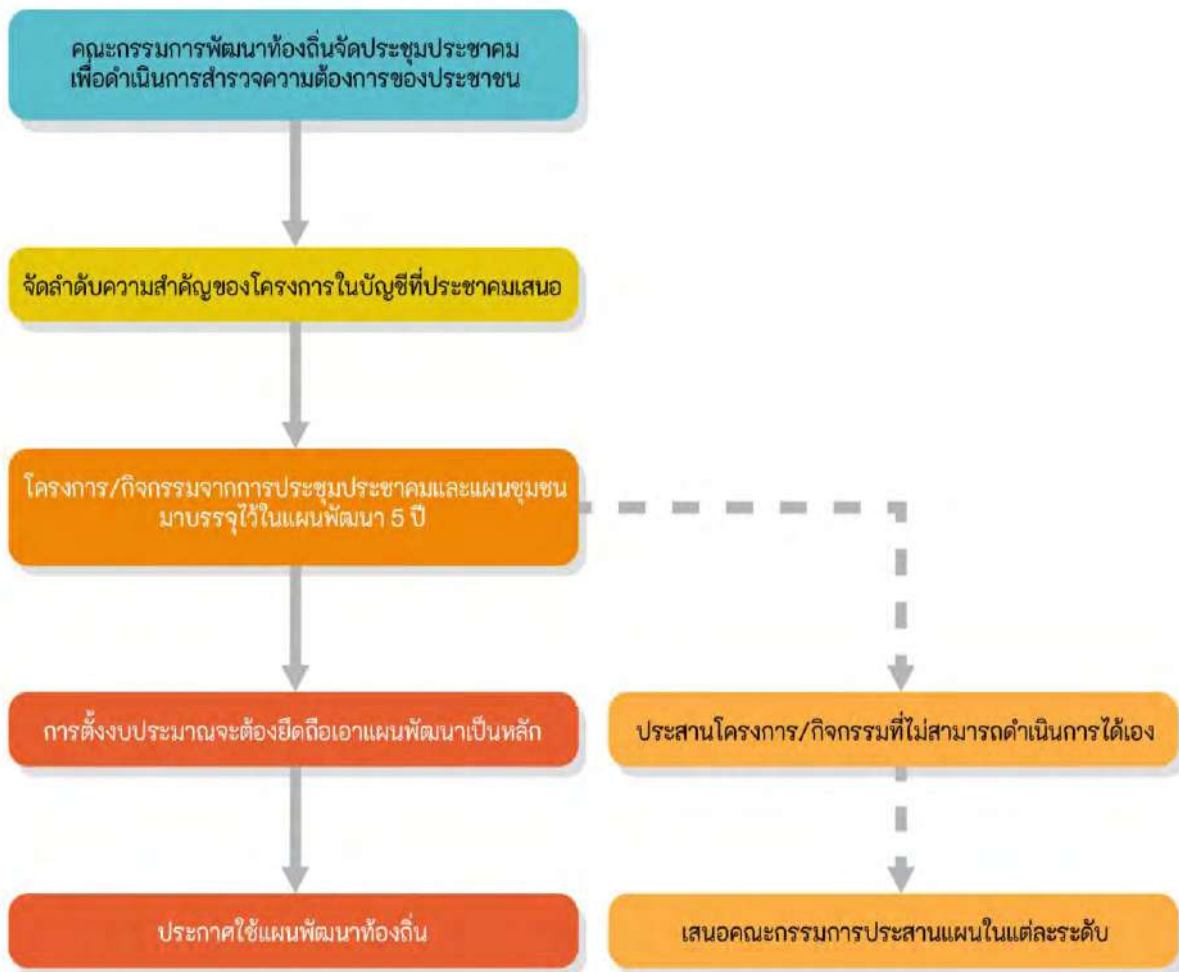 คณะกรรมการพัฒนาท้องถิ่นจัดประชุมประชาคม
เพื่อดำเนินการสำรวจความต้องการของประชาชน
จัดลำดับความสำคัญของโครงการในบัญชีที่ประชาคมเสนอ
โครงการ/กิจกรรมจากการประชุมประชาคมและแผนชุมชน
มาบรรจุไว้ในแผนพัฒนา 5 ปี
การตั้งงบประมาณจะต้องยึดถือเอาแผนพัฒนาเป็นหลัก
ประสานโครงการ/กิจกรรมที่ไม่สามารถดำเนินการได้เอง
ประกาศใช้แผนพัฒนาท้องถิ่น
เสนอคณะกรรมการประสานแผนในแต่ละระดับ